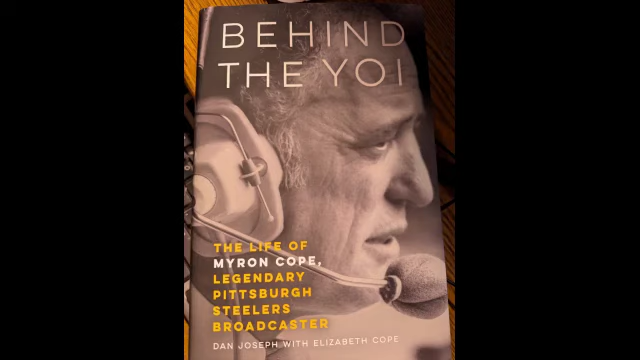 BEHIND
THE YOI
THE LIFE OF
MYRON COPE,
LEGENDARY
PITTSBURGH
STEELERS
BROADCASTER
DAN JOSEPH WITH ELIZABETH COPE